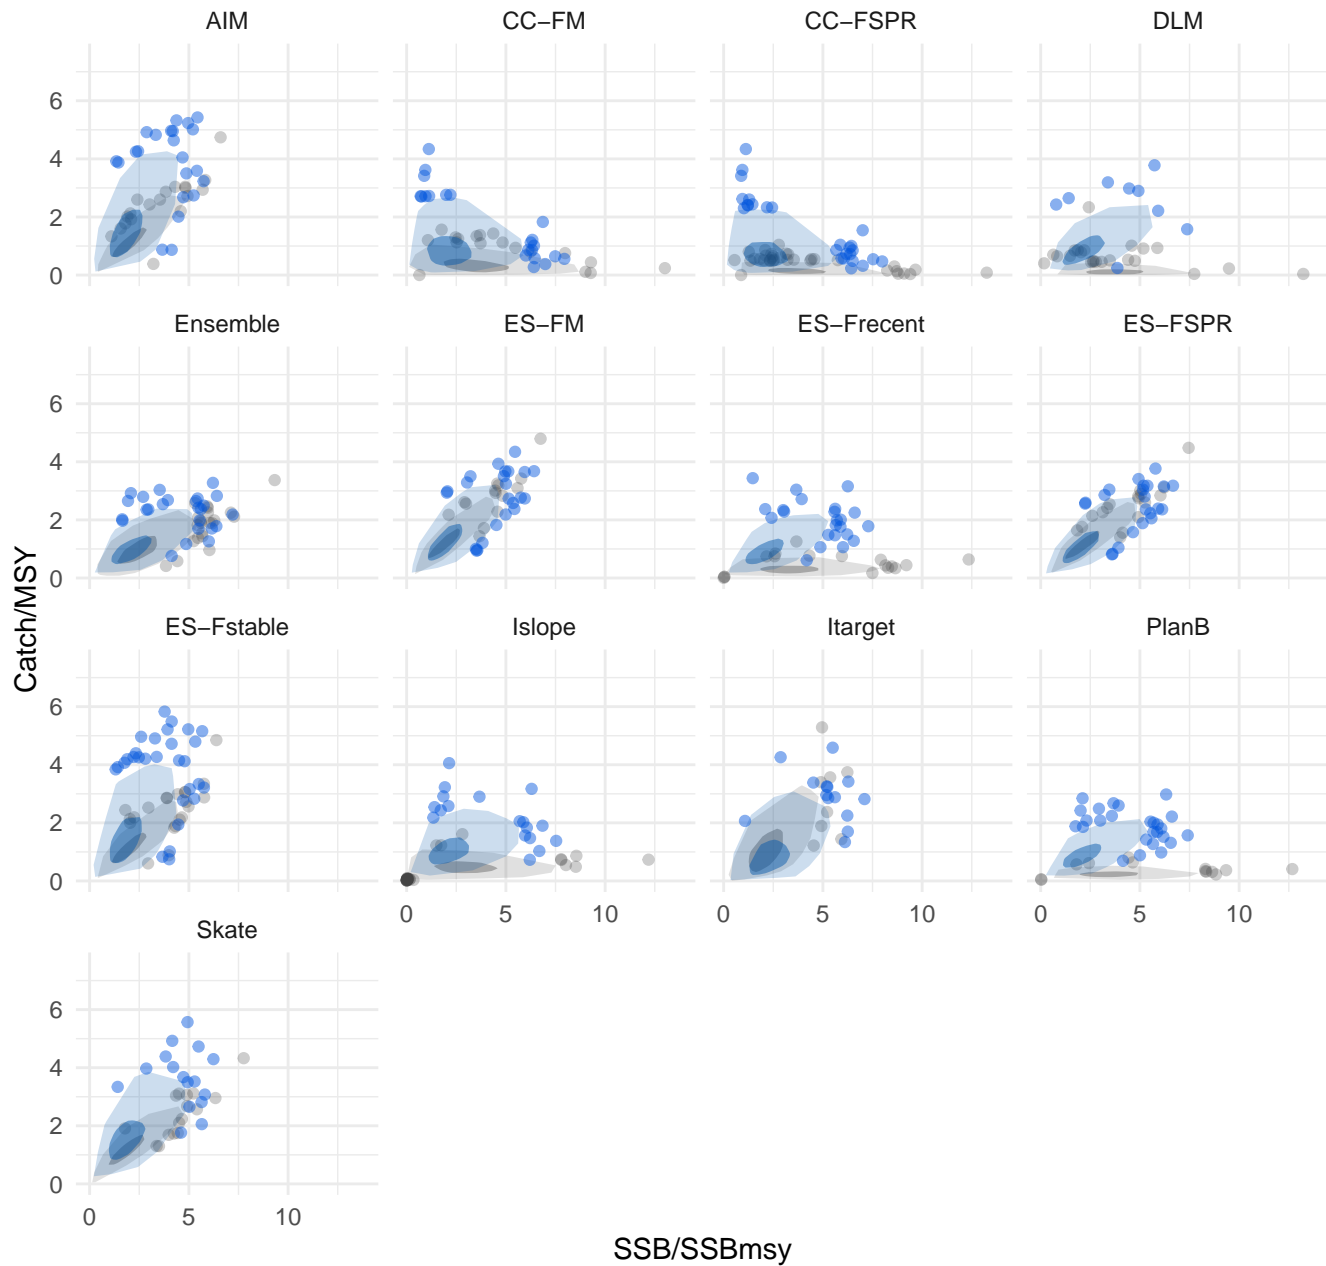 AIM
CC−FM
CC−FSPR
DLM
6
4
2
0
Ensemble
ES−FM
ES−Frecent
ES−FSPR
6
4
2
0
ES−Fstable
Islope
Itarget
PlanB
6
4
2
0
0 5 10
0 5 10
0 5 10
Skate
6
4
2
0
0 5 10
Catch/MSY
SSB/SSBmsy